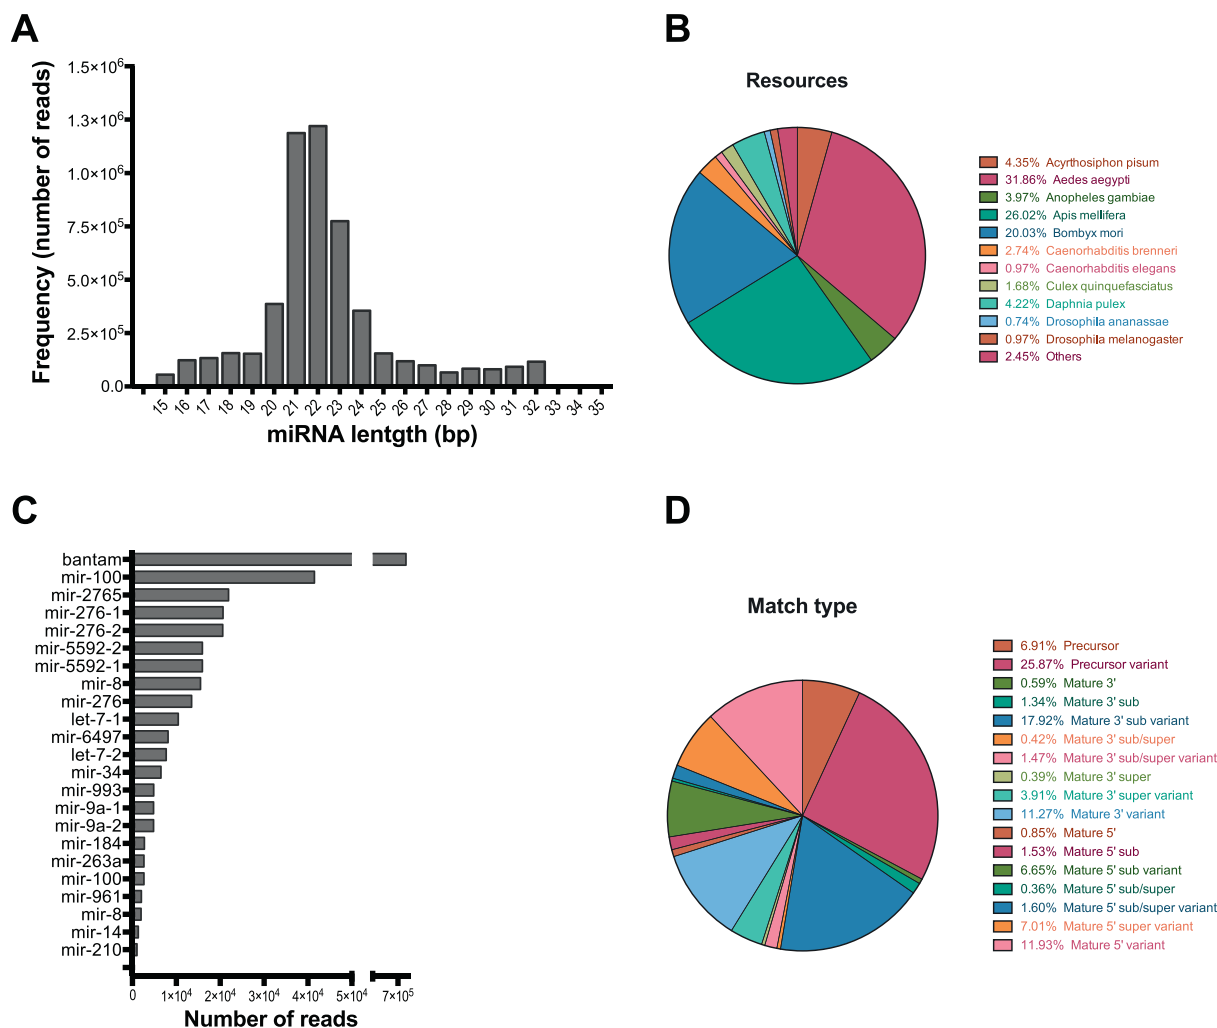 A
Frequency (number of reads)
1.5×10⁶
1.3×10⁶
1.0×10⁶
7.5×10⁵
5.0×10⁵
2.5×10⁵
0.0
15 16 17 18 19 20 21 22 23 24 25 26 27 28 29 30 31 32 33 34 35
miRNA lentgth (bp)
B
Resources
4.35% Acyrthosiphon pisum
31.86% Aedes aegypti
3.97% Anopheles gambiae
26.02% Apis mellifera
20.03% Bombyx mori
2.74% Caenorhabditis brenneri
0.97% Caenorhabditis elegans
1.68% Culex quinquefasciatus
4.22% Daphnia pulex
0.74% Drosophila ananassae
0.97% Drosophila melanogaster
2.45% Others
C
bantam
mir-100
mir-2765
mir-276-1
mir-276-2
mir-5592-2
mir-5592-1
mir-8
mir-276
let-7-1
mir-6497
let-7-2
mir-34
mir-993
mir-9a-1
mir-9a-2
mir-184
mir-263a
mir-100
mir-961
mir-8
mir-14
mir-210
0 1×10⁴ 2×10⁴ 3×10⁴ 4×10⁴ 5×10⁴ 7×10⁵
Number of reads
D
Match type
6.91% Precursor
25.87% Precursor variant
0.59% Mature 3'
1.34% Mature 3' sub
17.92% Mature 3' sub variant
0.42% Mature 3' sub/super
1.47% Mature 3' sub/super variant
0.39% Mature 3' super
3.91% Mature 3' super variant
11.27% Mature 3' variant
0.85% Mature 5'
1.53% Mature 5' sub
6.65% Mature 5' sub variant
0.36% Mature 5' sub/super
1.60% Mature 5' sub/super variant
7.01% Mature 5' super variant
11.93% Mature 5' variant